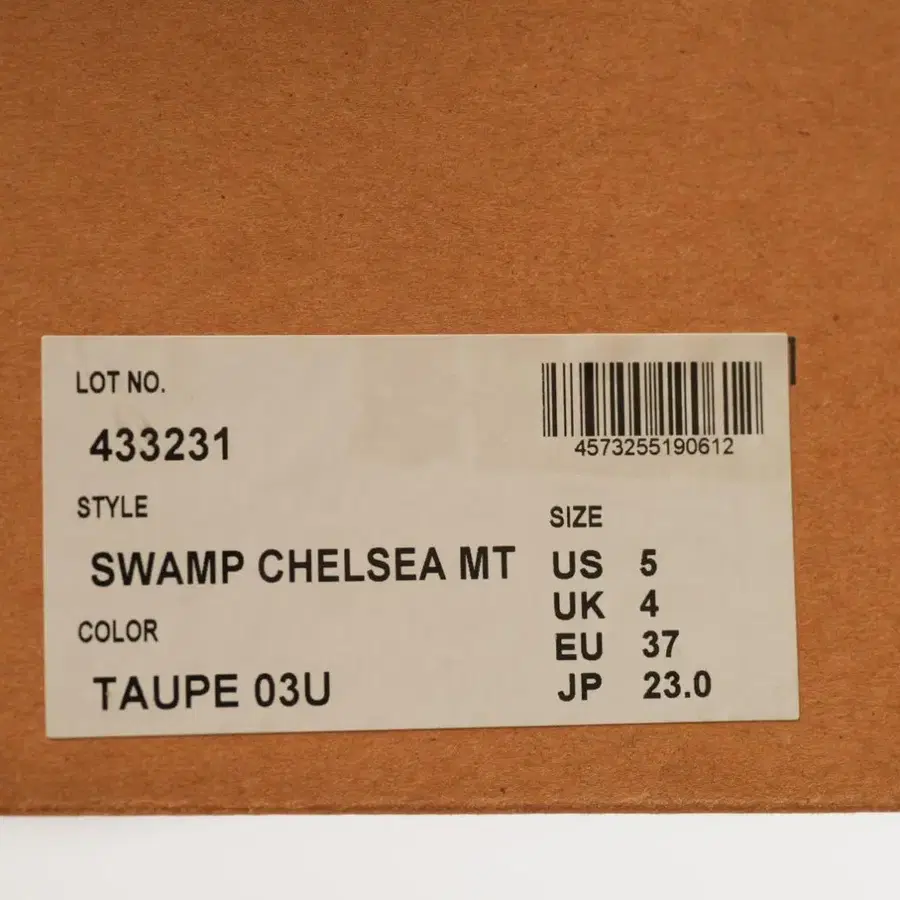 LOT NO.
433231
STYLE
SWAMP CHELSEA MT
COLOR
TAUPE 03U
4573255190612
SIZE
US 5
UK 4
EU 37
JP 23.0